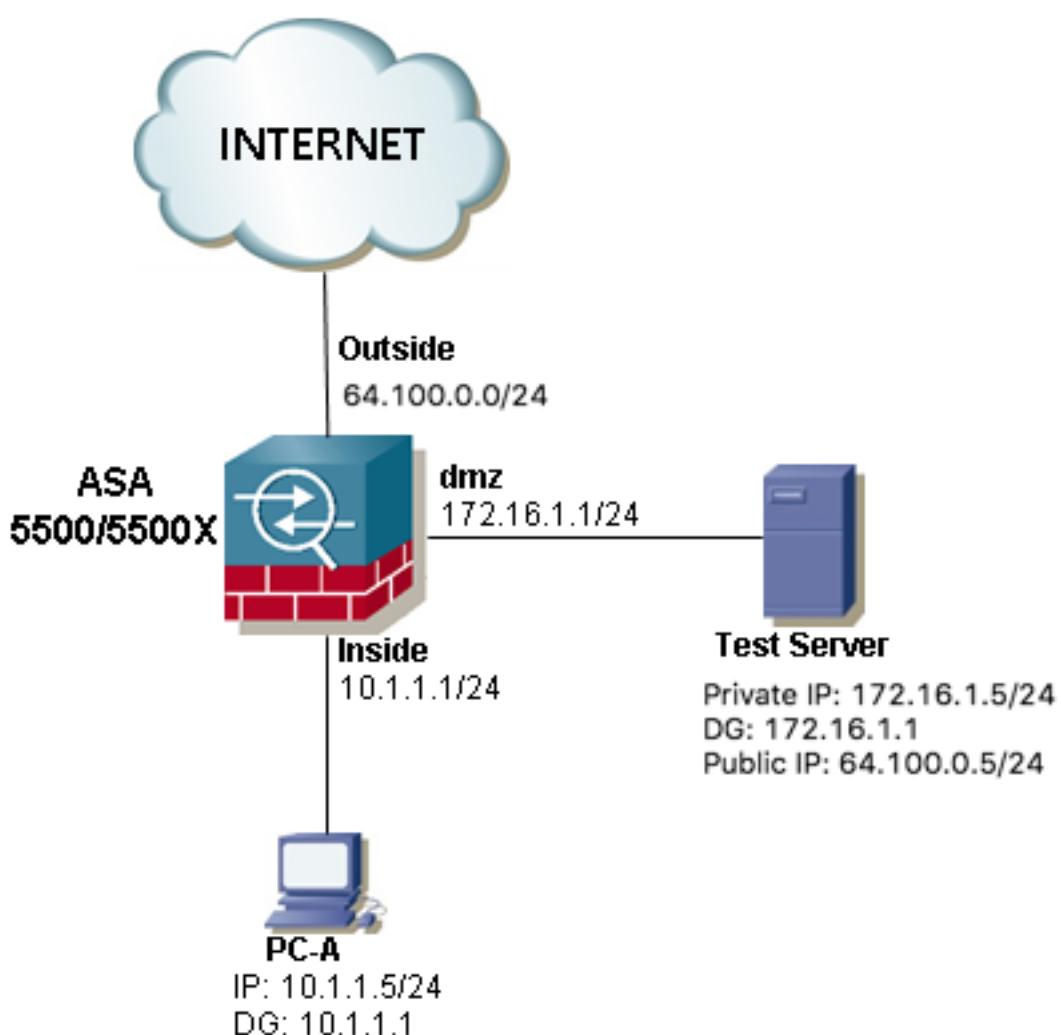 INTERNET
Outside
64.100.0.0/24
ASA
5500/5500X
dmz
172.16.1.1/24
Inside
10.1.1.1/24
Test Server
Private IP: 172.16.1.5/24
DG: 172.16.1.1
Public IP: 64.100.0.5/24
PC-A
IP: 10.1.1.5/24
DG: 10.1.1.1